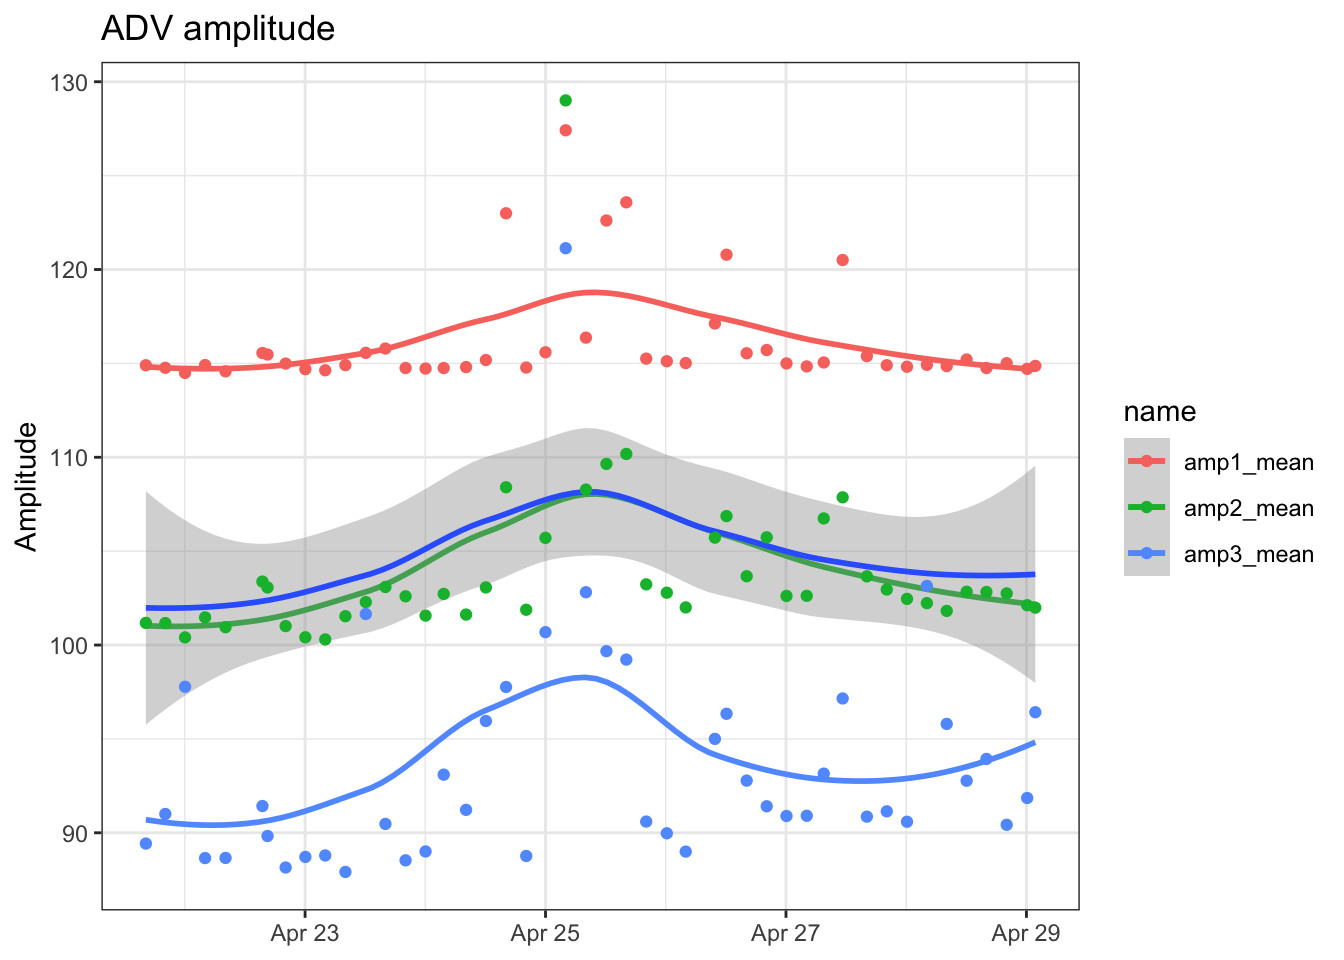 ADV amplitude
130
120
110
100
90
Amplitude
Apr 23
Apr 25
Apr 27
Apr 29
name
amp1_mean
amp2_mean
amp3_mean